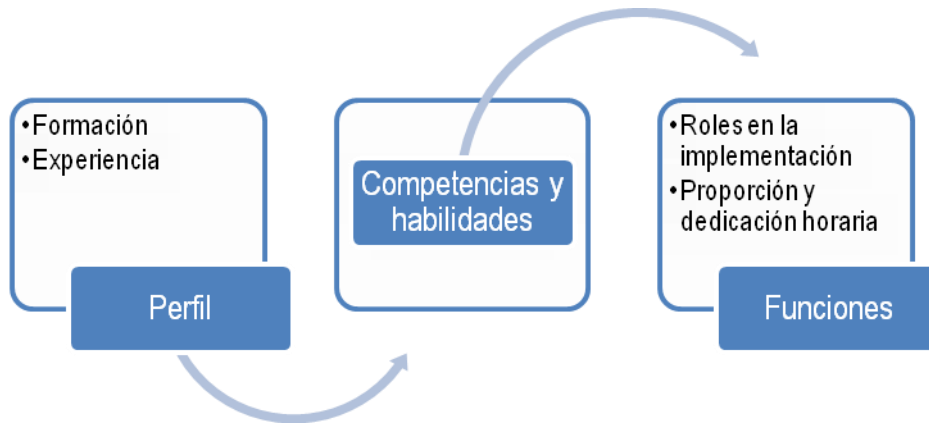 •Formación
•Experiencia
Perfil
Competencias y
habilidades
•Roles en la
implementación
•Proporción y
dedicación horaria
Funciones